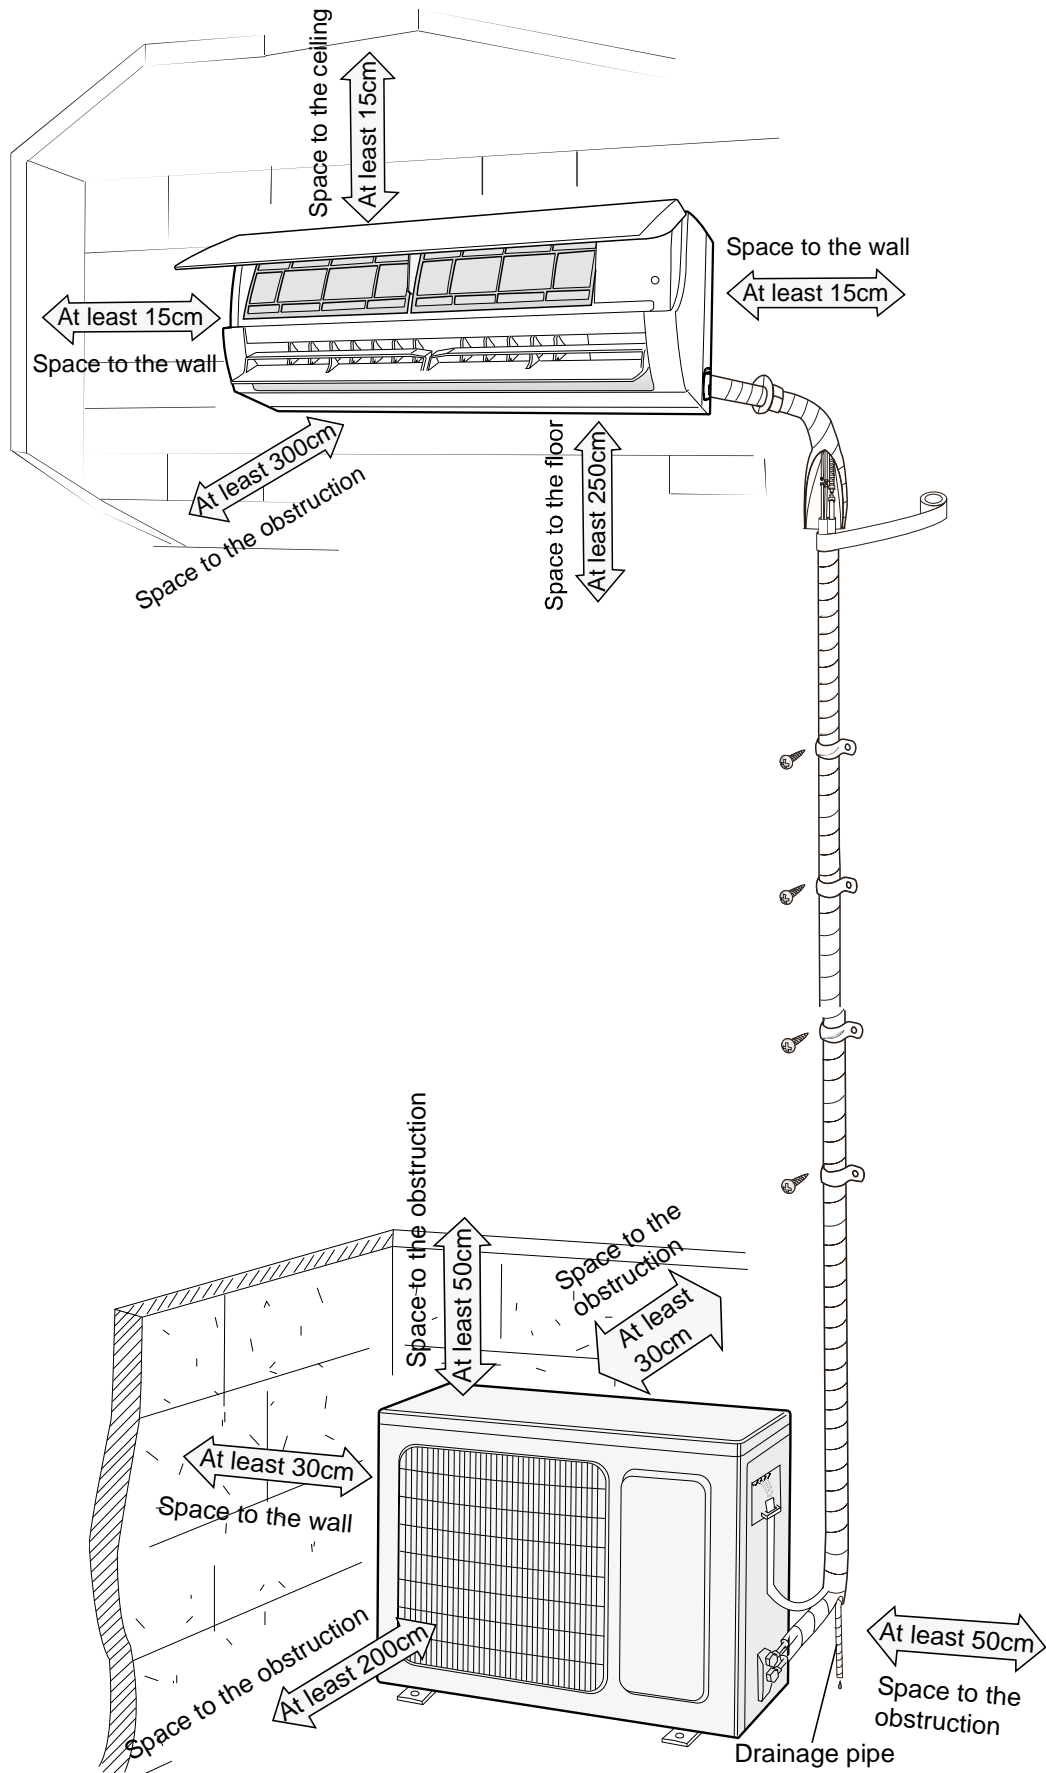 Space to the ceiling
At least 15cm
Space to the wall
At least 15cm
At least 15cm
Space to the wall
At least 300cm
Space to the obstruction
Space to the floor
At least 250cm
Space to the obstruction
At least 50cm
Space to the
obstruction
At least
30cm
At least 30cm
Space to the wall
Space to the obstruction
At least 200cm
At least 50cm
Space to the
obstruction
Drainage pipe